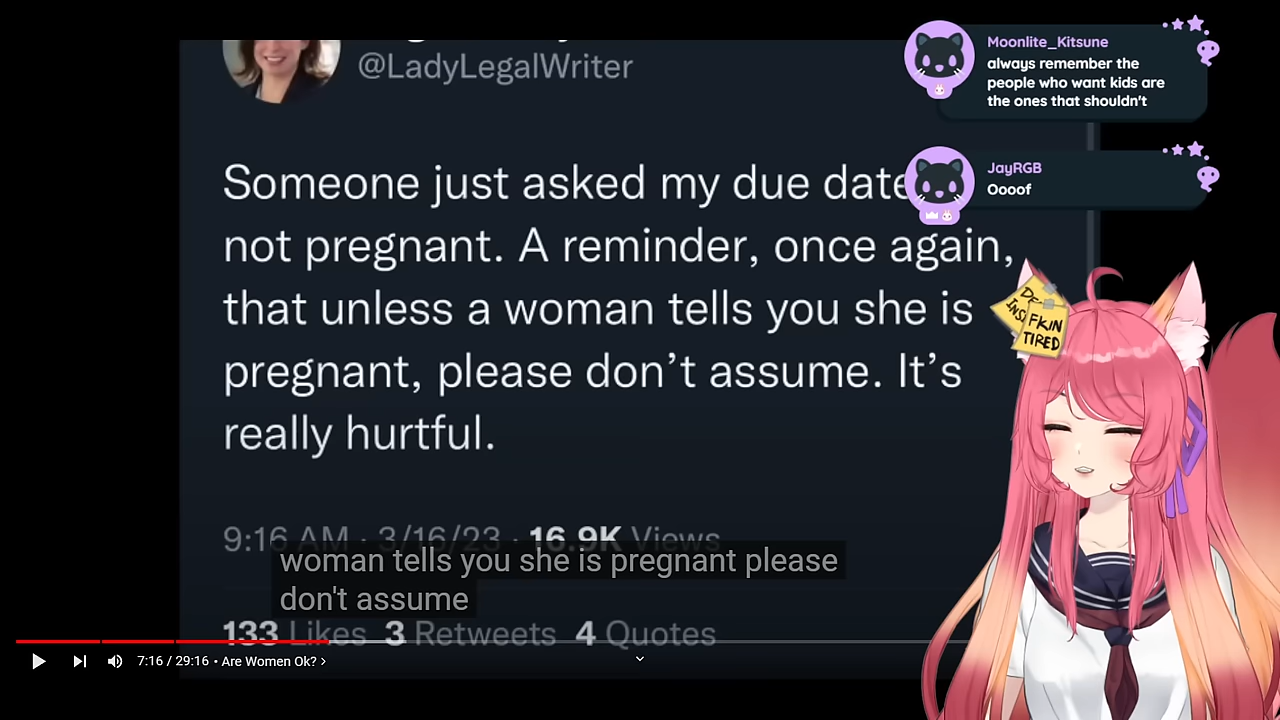 @LadyLegalWriter
Someone just asked my due date
not pregnant. A reminder, once again,
that unless a woman tells you she is
pregnant, please don’t assume. It’s
really hurtful.
9:16 AM · 3/16/23 · 16.9K Views
133 Likes 3 Retweets 4 Quotes
woman tells you she is pregnant please
don't assume
7:16 / 29:16 • Are Women Ok? ›
Moonlite_Kitsune
always remember the
people who want kids are
the ones that shouldn't
JayRGB
Oooof
FKIN
TIRED